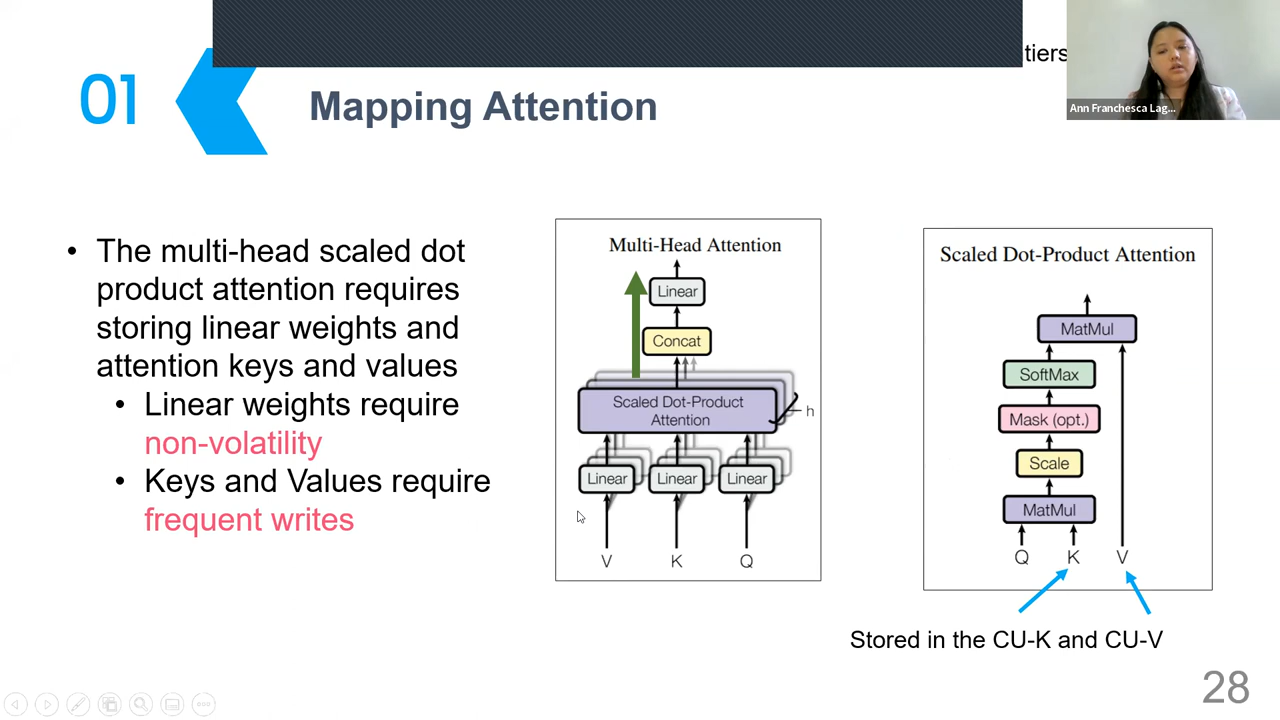 tiers
Ann Franchesca Lag...
01
Mapping Attention
• The multi-head scaled dot
product attention requires
storing linear weights and
attention keys and values
• Linear weights require
non-volatility
• Keys and Values require
frequent writes
Multi-Head Attention
Linear
Concat
Scaled Dot-Product
Attention
h
Linear Linear Linear
V K Q
Scaled Dot-Product Attention
MatMul
SoftMax
Mask (opt.)
Scale
MatMul
Q K V
Stored in the CU-K and CU-V
28